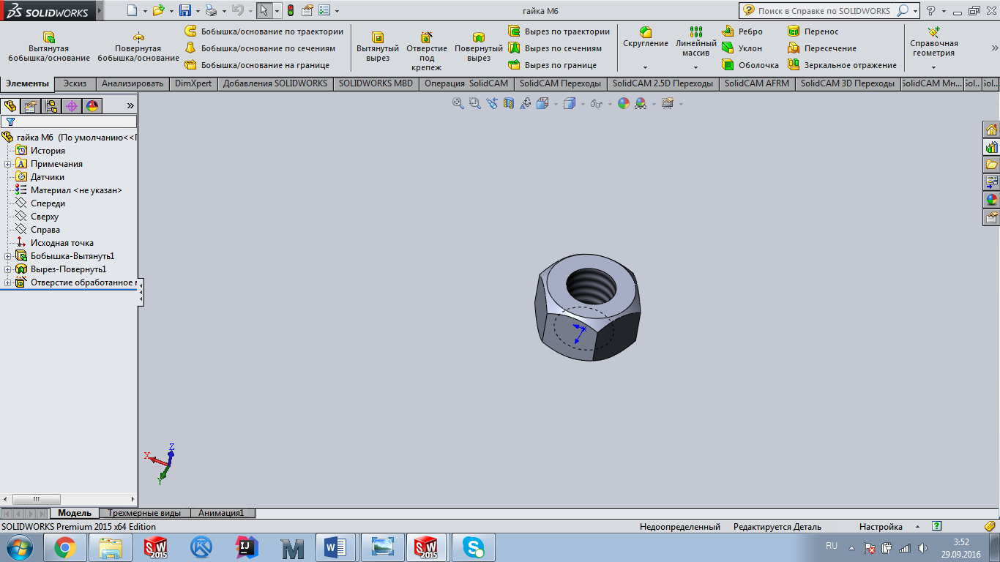 SOLIDWORKS
гайка М6
Поиск в Справке по SOLIDWORKS
Вытянутая бобышка/основание
Повернутая бобышка/основание
Бобышка/основание по траектории
Бобышка/основание по сечениям
Бобышка/основание на границе
Вытянутый вырез
Отверстие под крепеж
Повернутый вырез
Вырез по траектории
Вырез по сечениям
Вырез по границе
Скругление
Линейный массив
Ребро
Уклон
Оболочка
Перенос
Пересечение
Зеркальное отражение
Справочная геометрия
Элементы
Эскиз
Анализировать
DimXpert
Добавления SOLIDWORKS
SOLIDWORKS MBD
Операция SolidCAM
SolidCAM Переходы
SolidCAM 2.5D Переходы
SolidCAM AFRM
SolidCAM 3D Переходы
SolidCAM Мн...
гайка М6 (По умолчанию<<
История
Примечания
Датчики
Материал <не указан>
Спереди
Сверху
Справа
Исходная точка
Бобышка-Вытянуть1
Вырез-Повернуть1
Отверстие обработанное
Z
X
Y
Модель
Трехмерные виды
Анимация1
SOLIDWORKS Premium 2015 x64 Edition
Недоопределенный
Редактируется Деталь
Настройка
SW 2015
IJ
SW 2015
RU
3:52
29.09.2016